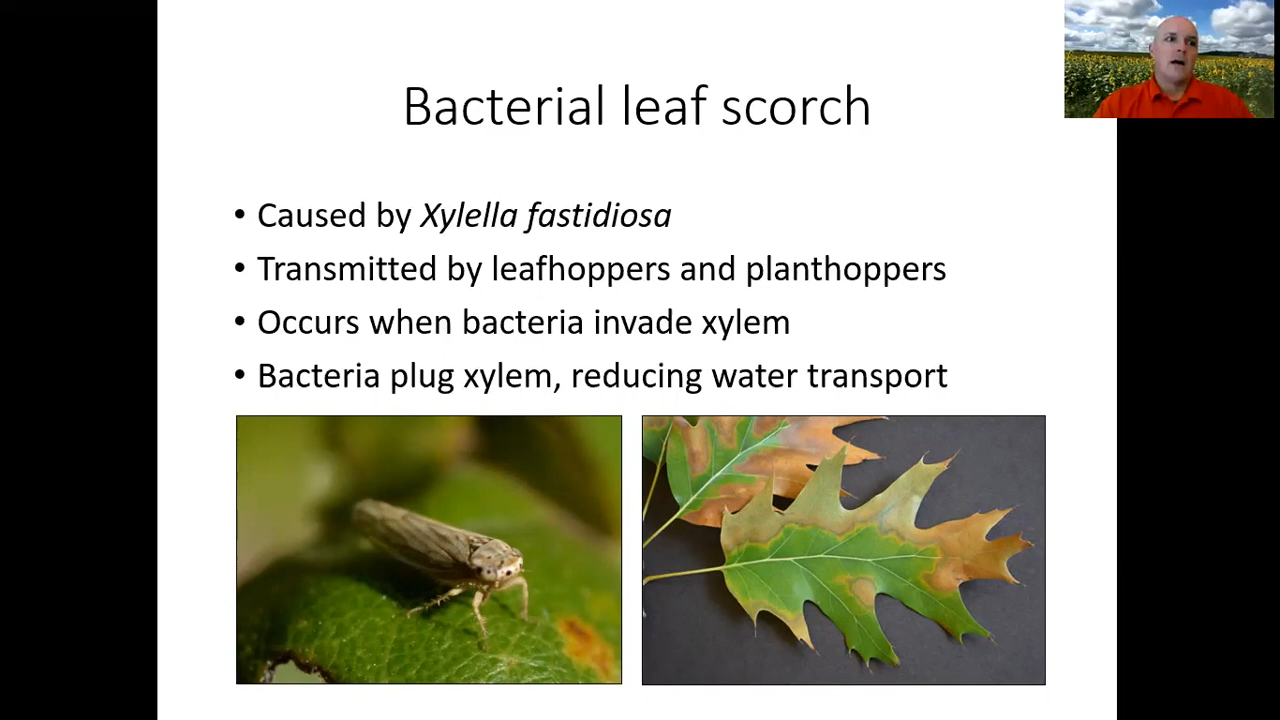 Bacterial leaf scorch
• Caused by Xylella fastidiosa
• Transmitted by leafhoppers and planthoppers
• Occurs when bacteria invade xylem
• Bacteria plug xylem, reducing water transport